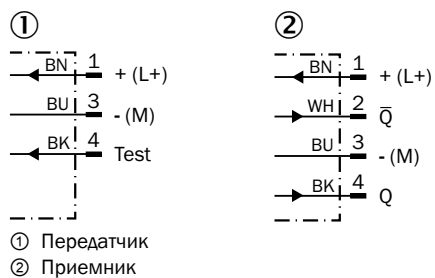 ① ②
BN 1 + (L+)
BU 3 - (M)
BK 4 Test
BN 1 + (L+)
WH 2 Q̅
BU 3 - (M)
BK 4 Q
① Передатчик
② Приемник